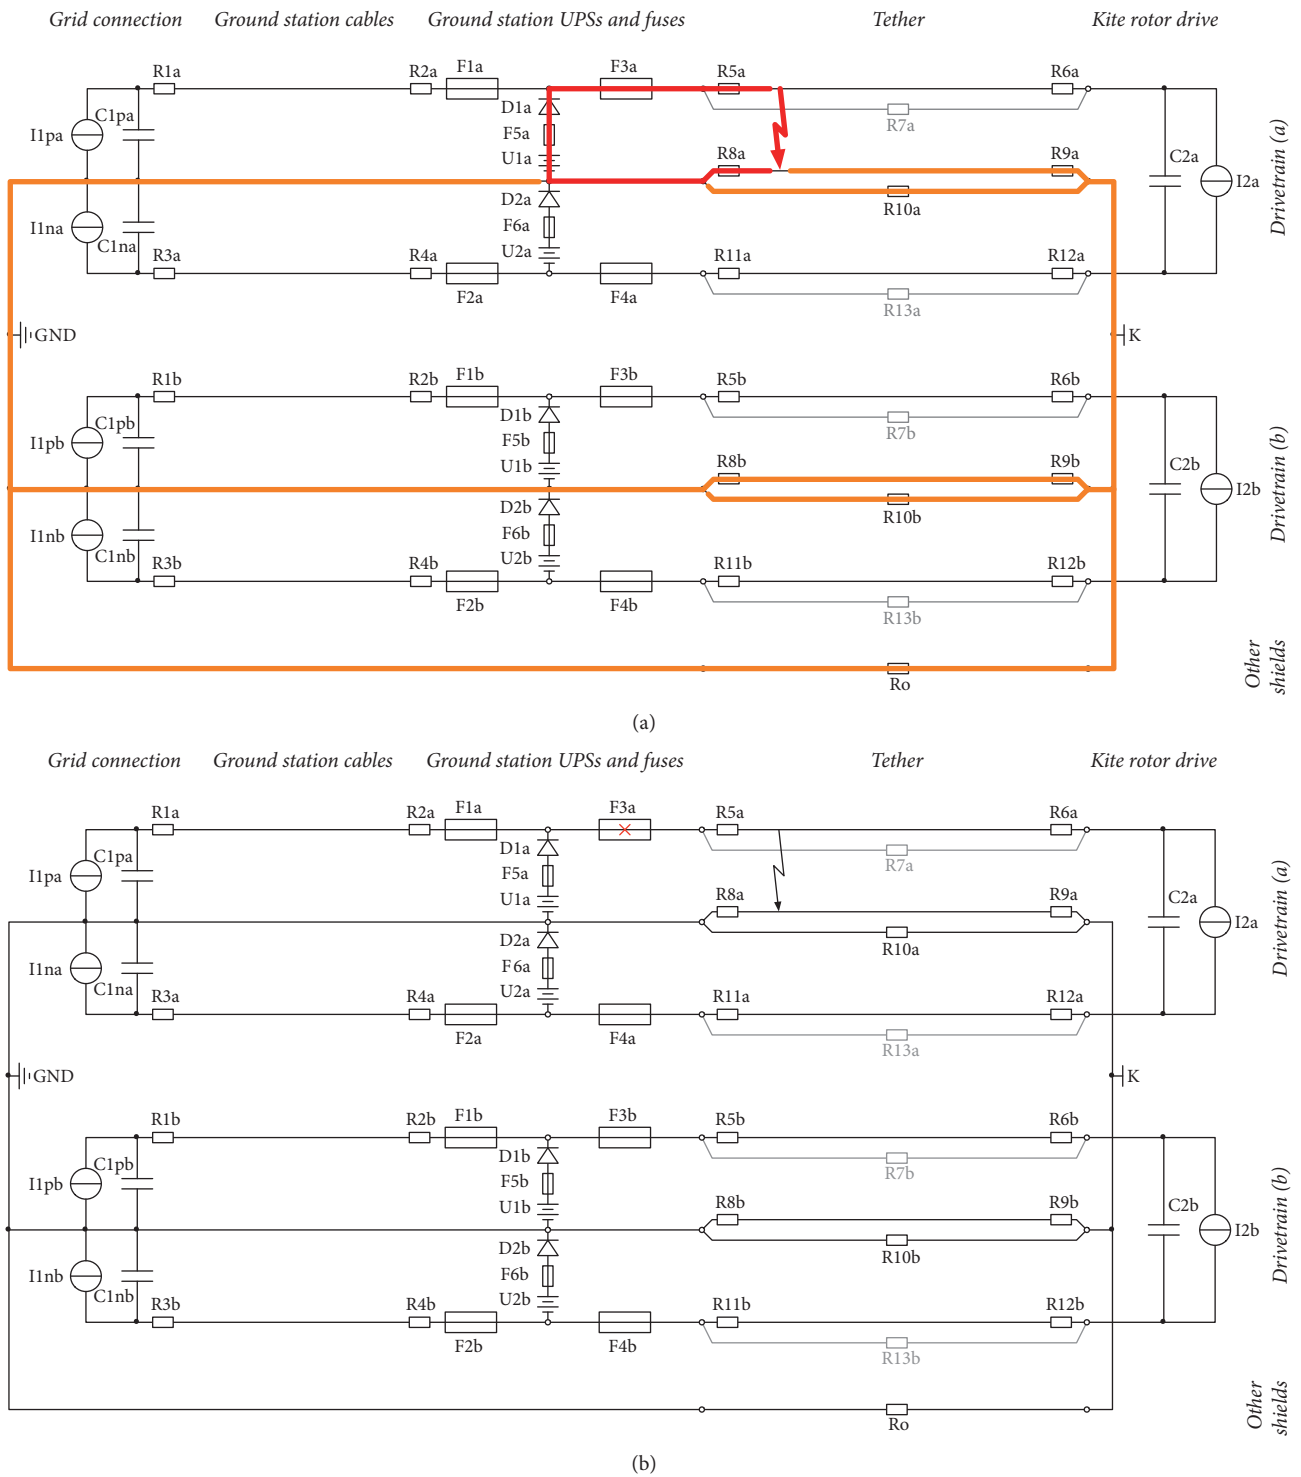 Grid connection Ground station cables Ground station UPSs and fuses Tether Kite rotor drive
R1a R2a F1a F3a R5a R6a
C1pa D1a R7a
I1pa F5a
U1a R8a R9a C2a I2a
D2a R10a
I1na F6a
C1na U2a
R3a R4a R11a R12a
F2a F4a R13a
Drivetrain (a)
GND K
R1b R2b F1b F3b R5b R6b
C1pb D1b R7b
I1pb F5b
U1b R8b R9b C2b I2b
D2b R10b
I1nb F6b
C1nb U2b
R3b R4b R11b R12b
F2b F4b R13b
Drivetrain (b)
Ro
Other
shields
(a)
Grid connection Ground station cables Ground station UPSs and fuses Tether Kite rotor drive
R1a R2a F1a F3a R5a R6a
C1pa D1a R7a
I1pa F5a
U1a R8a R9a C2a I2a
D2a R10a
I1na F6a
C1na U2a
R3a R4a R11a R12a
F2a F4a R13a
Drivetrain (a)
GND K
R1b R2b F1b F3b R5b R6b
C1pb D1b R7b
I1pb F5b
U1b R8b R9b C2b I2b
D2b R10b
I1nb F6b
C1nb U2b
R3b R4b R11b R12b
F2b F4b R13b
Drivetrain (b)
Ro
Other
shields
(b)